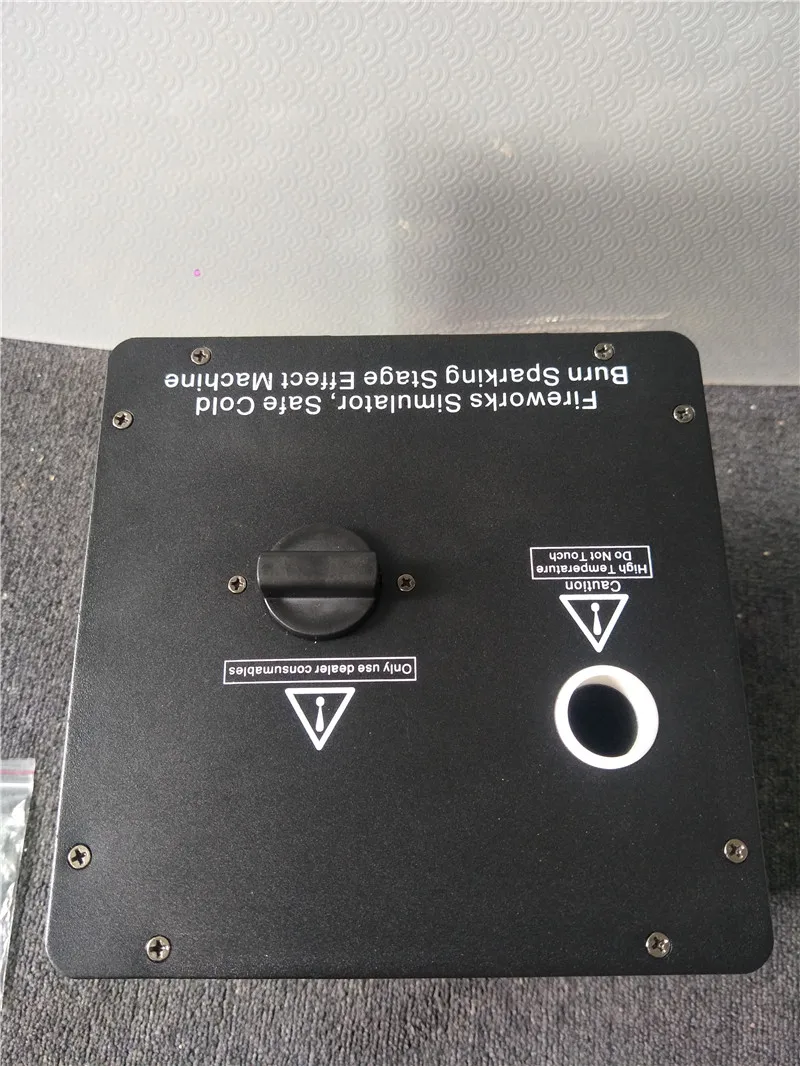 Fireworks Simulator, Safe Cold
Burn Sparking Stage Effect Machine
Caution
High Temperature
Do Not Touch
Only use dealer consumables